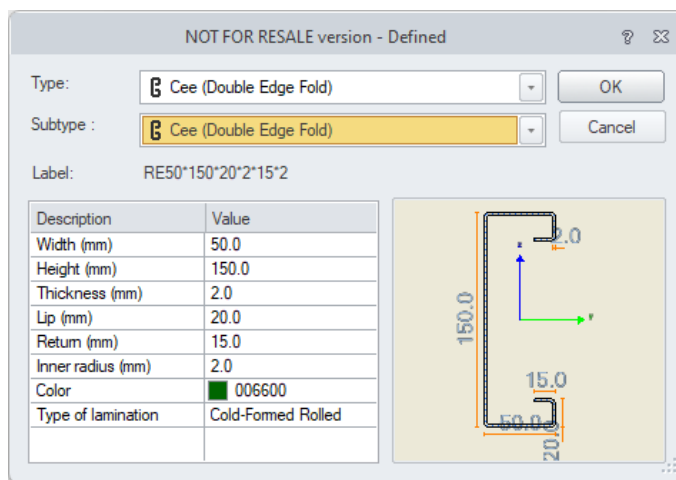 NOT FOR RESALE version - Defined
Type: Cee (Double Edge Fold) OK
Subtype : Cee (Double Edge Fold) Cancel
Label: RE50*150*20*2*15*2
Description Value
Width (mm) 50.0
Height (mm) 150.0
Thickness (mm) 2.0
Lip (mm) 20.0
Return (mm) 15.0
Inner radius (mm) 2.0
Color 006600
Type of lamination Cold-Formed Rolled
z
2.0
150.0
Y
15.0
50.0